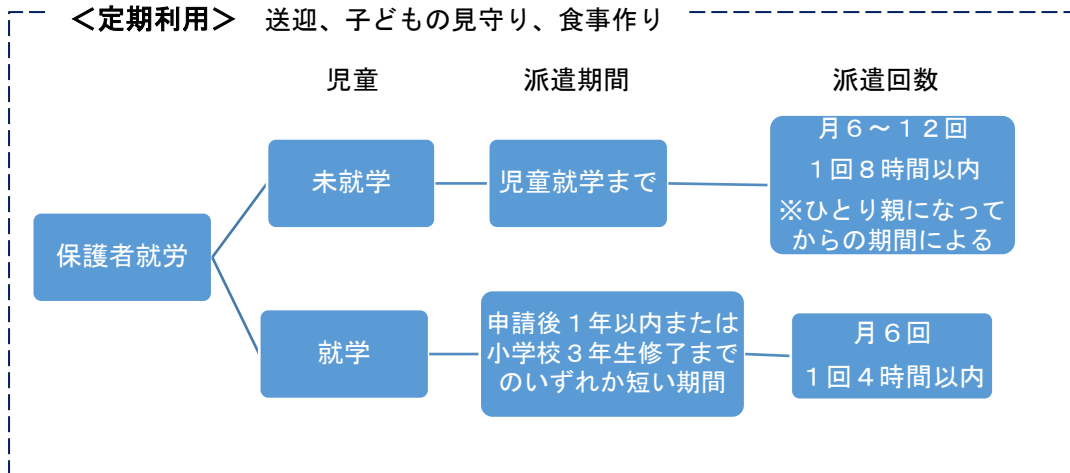 ＜定期利用＞　送迎、子どもの見守り、食事作り
児童　派遣期間　派遣回数
保護者就労
未就学
児童就学まで
月６～１２回
１回８時間以内
※ひとり親になって
からの期間による
就学
申請後１年以内または
小学校３年生修了まで
のいずれか短い期間
月６回
１回４時間以内